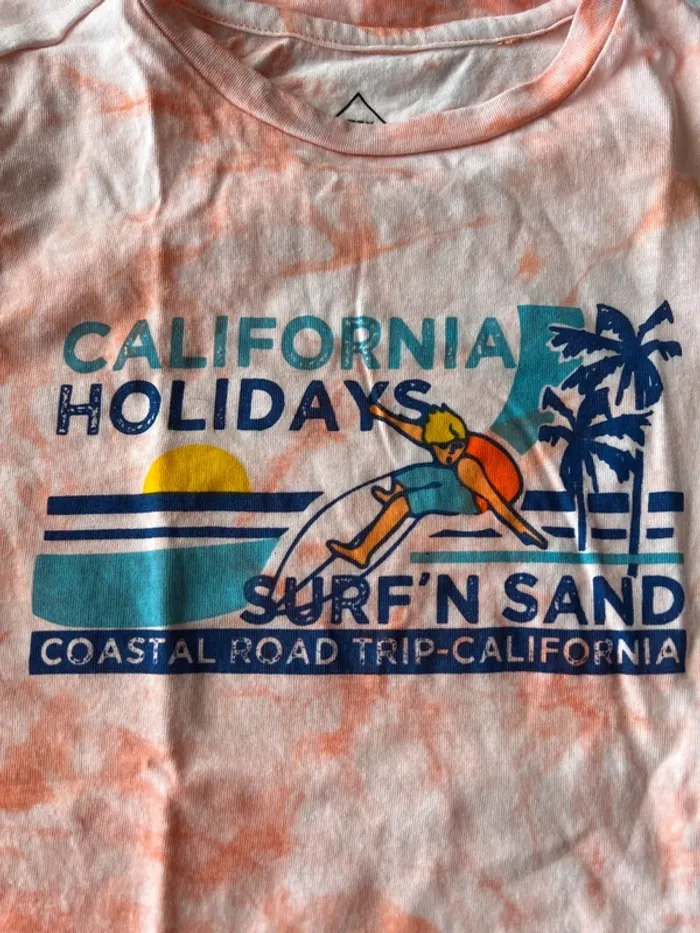 CALIFORNIA
HOLIDAYS
SURF'N SAND
COASTAL ROAD TRIP-CALIFORNIA